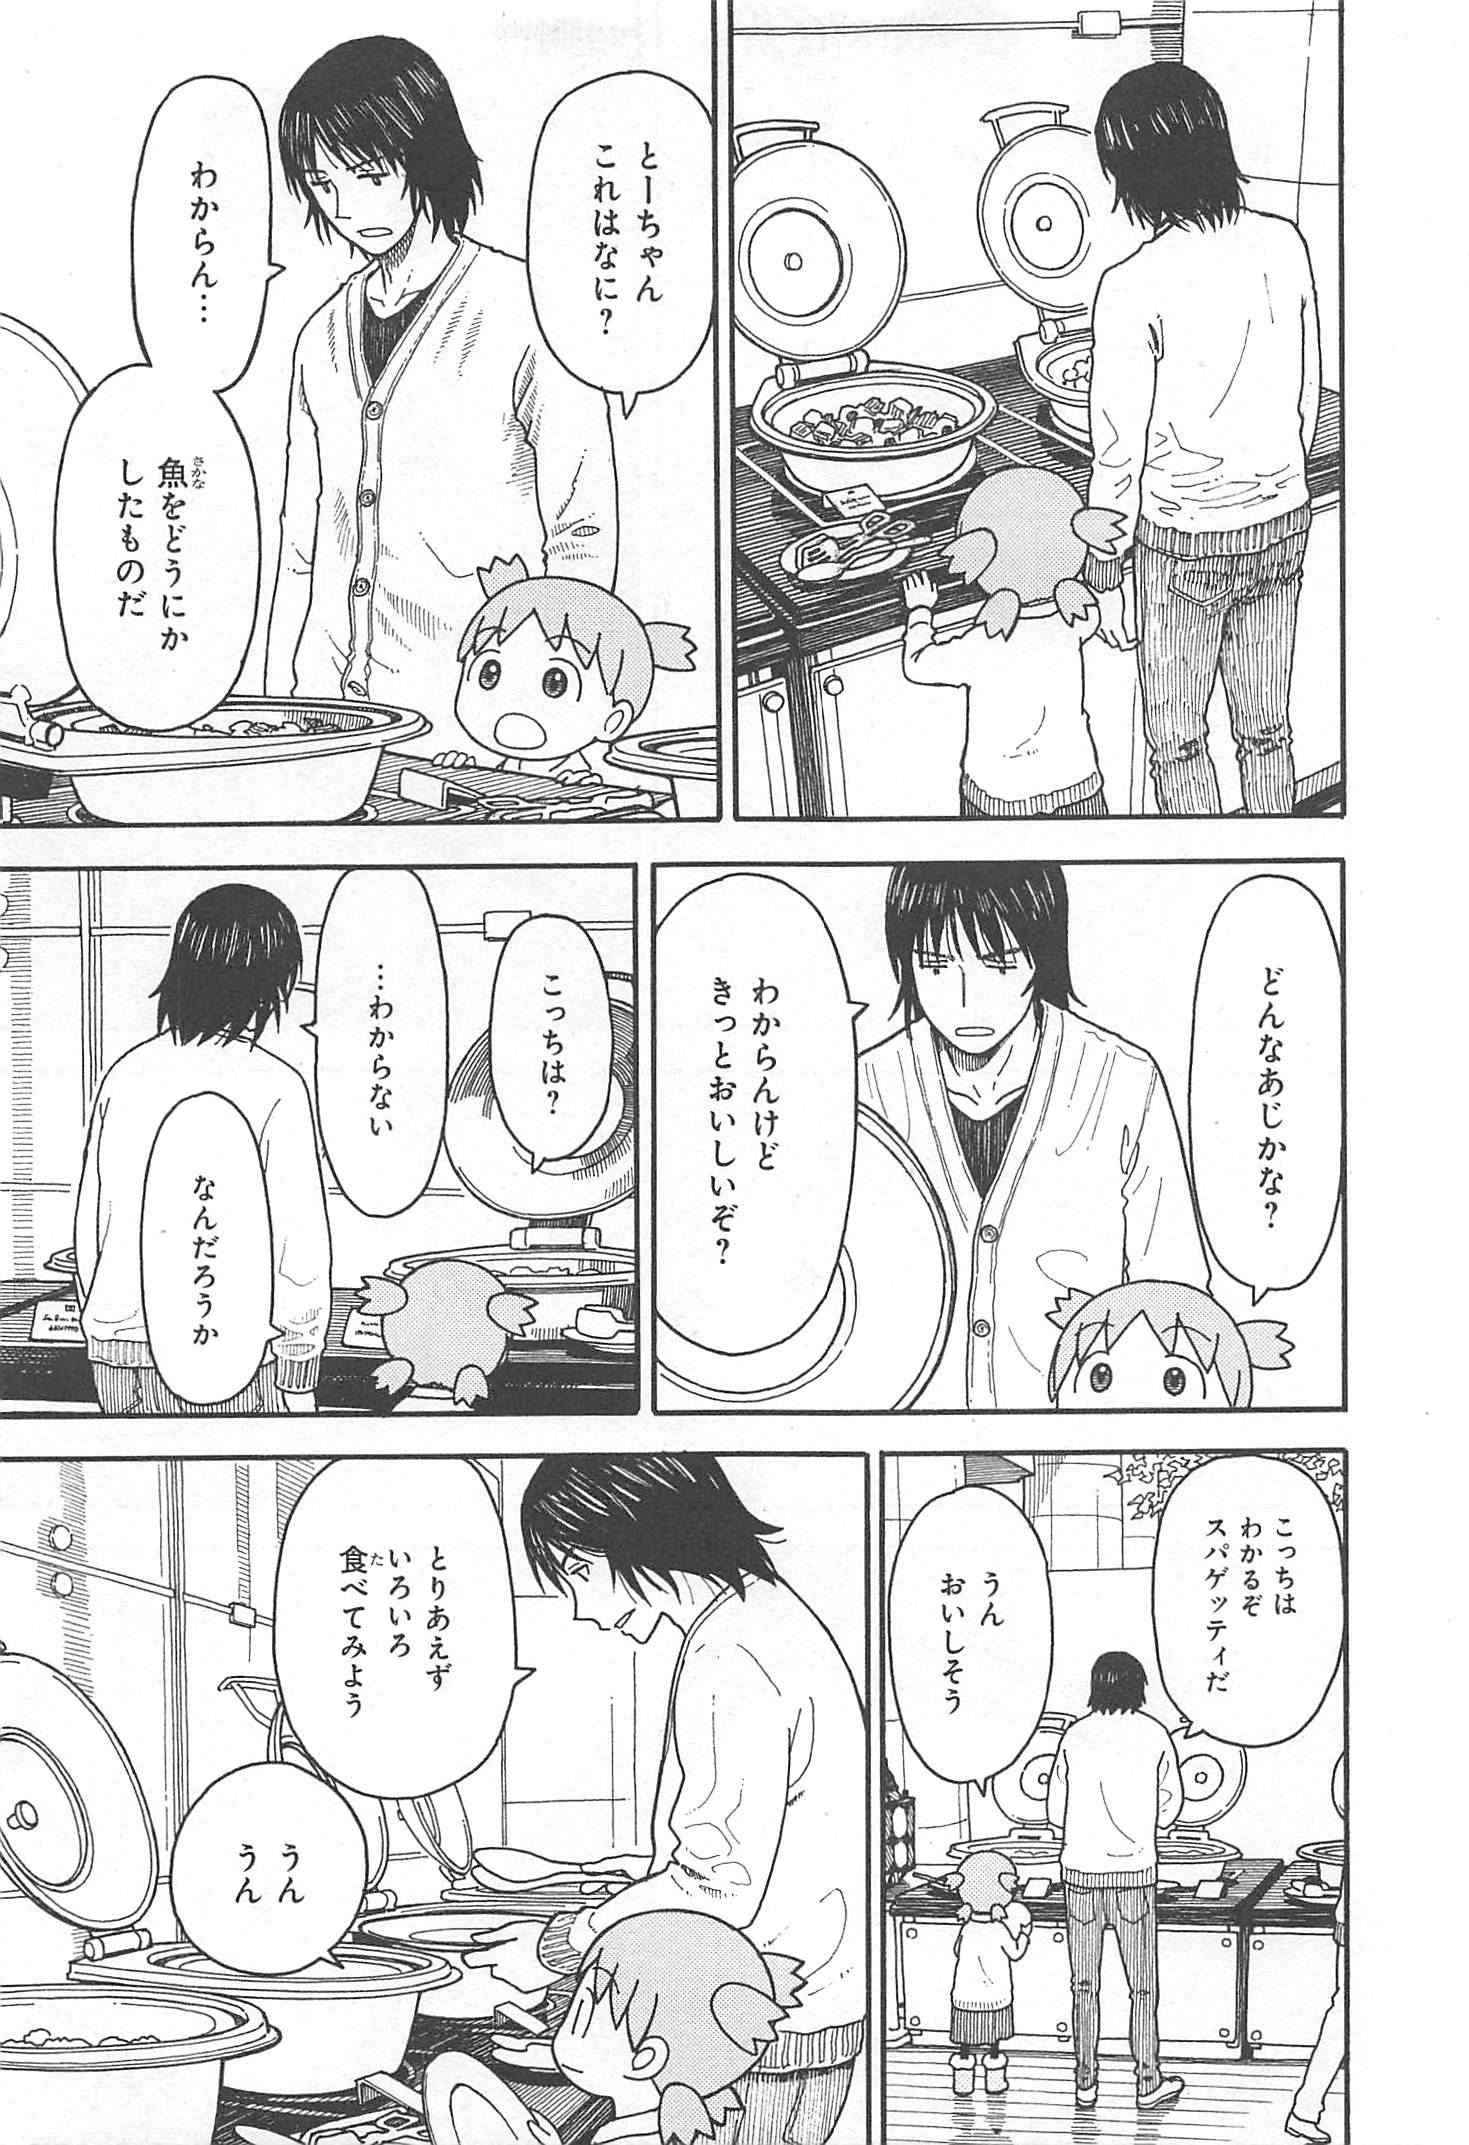 とーちゃん
これはなに？
わからん…
魚をどうにか
したものだ
どんなあじかな？
わからんけど
きっとおいしいぞ？
こっちは？
…わからない
なんだろうか
こっちは
わかるぞ
スパゲッティだ
うん
おいしそう
とりあえず
いろいろ
食べてみよう
うん
うん